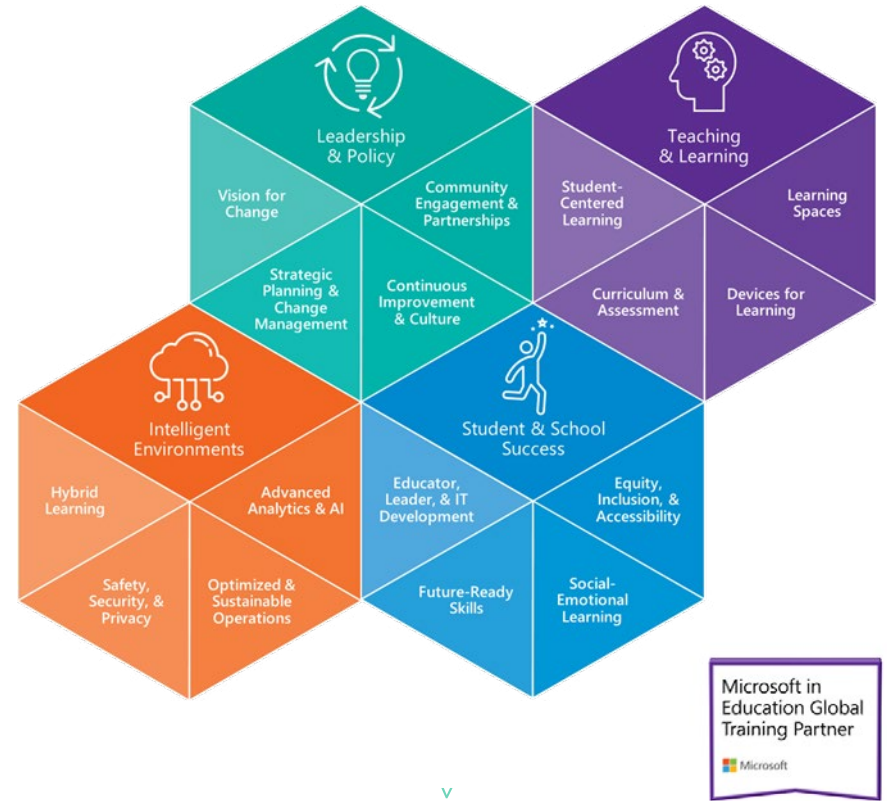 Leadership
& Policy
Vision for
Change
Community
Engagement &
Partnerships
Strategic
Planning &
Change
Management
Continuous
Improvement
& Culture
Teaching
& Learning
Student-
Centered
Learning
Learning
Spaces
Curriculum &
Assessment
Devices for
Learning
Intelligent
Environments
Hybrid
Learning
Advanced
Analytics & AI
Safety,
Security, &
Privacy
Optimized &
Sustainable
Operations
Student & School
Success
Educator,
Leader, & IT
Development
Equity,
Inclusion, &
Accessibility
Future-Ready
Skills
Social-
Emotional
Learning
Microsoft in
Education Global
Training Partner
Microsoft
v